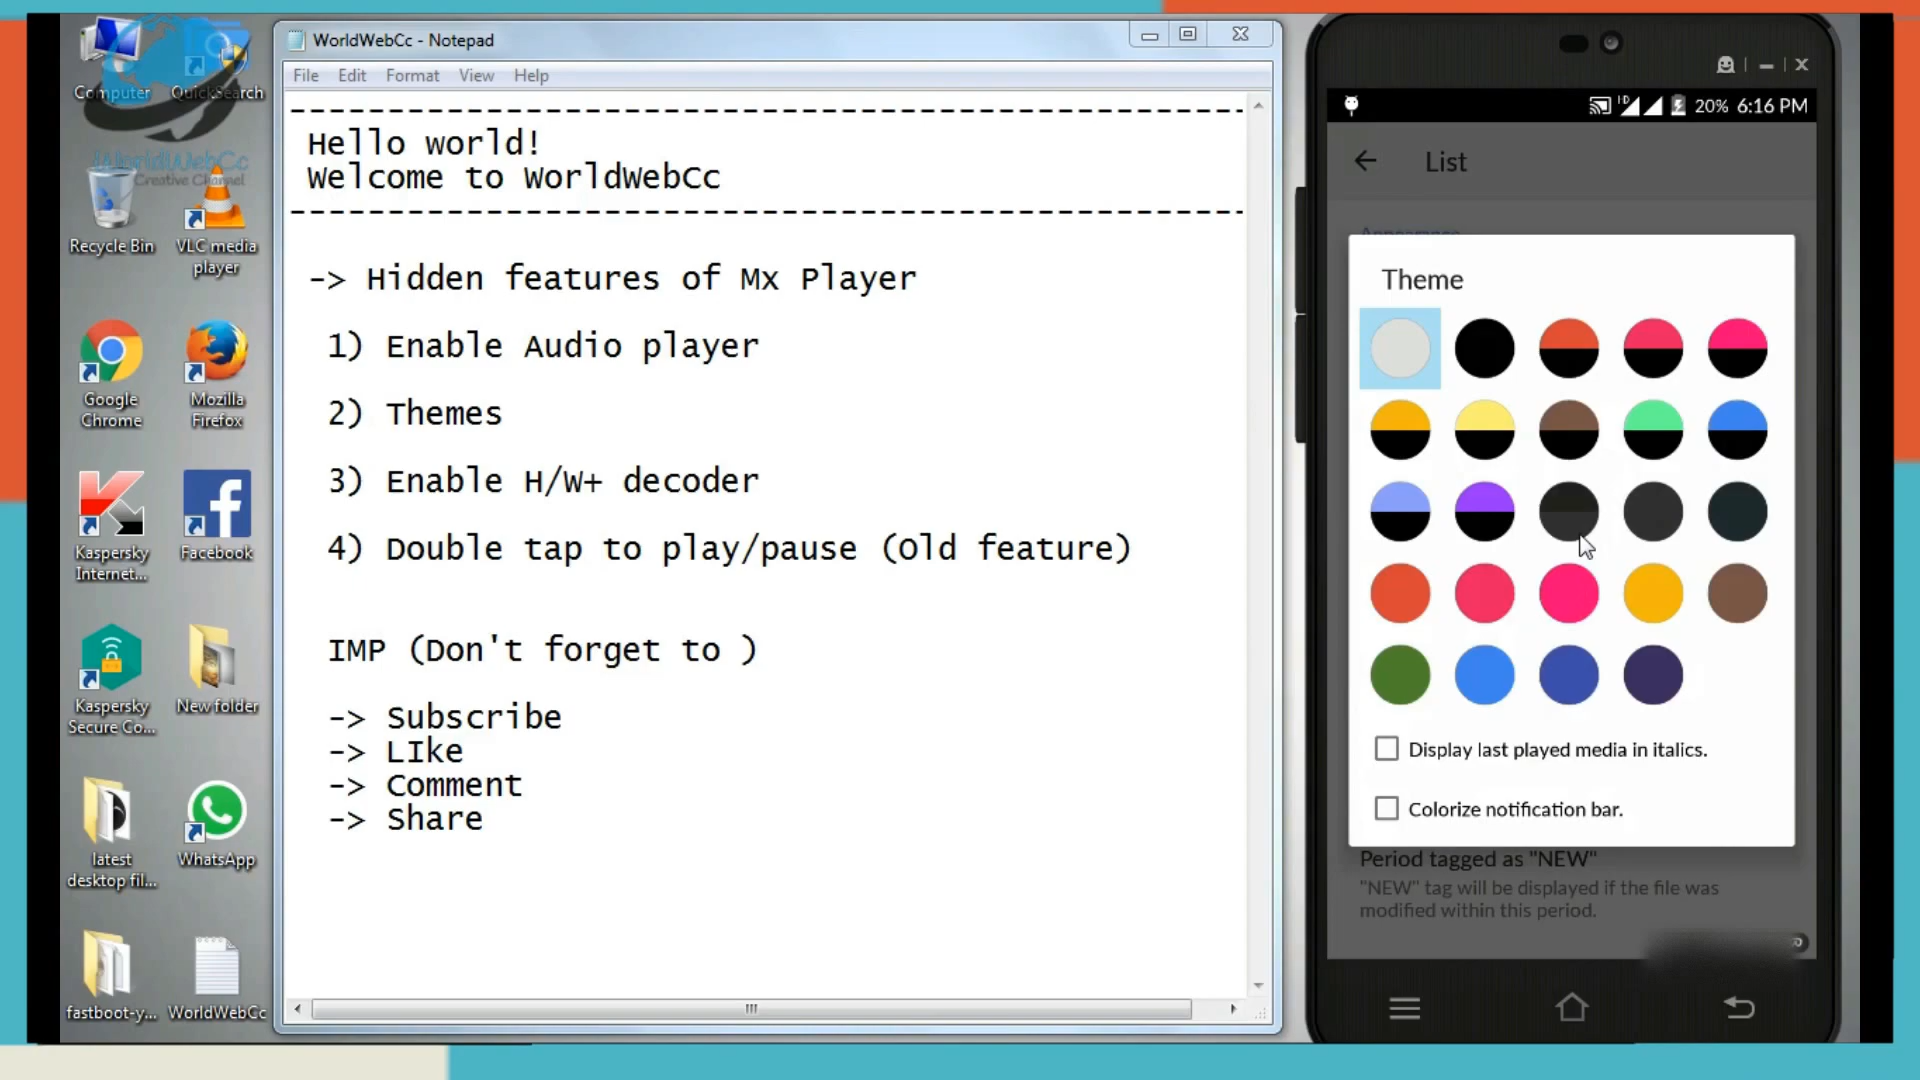 WorldWebCc - Notepad
File Edit Format View Help
Hello world!
Welcome to WorldWebCc
-> Hidden features of Mx Player
1) Enable Audio player
2) Themes
3) Enable H/W+ decoder
4) Double tap to play/pause (Old feature)
IMP (Don't forget to )
-> Subscribe
-> LIke
-> Comment
-> Share
Computer
QuickSearch
WorldWebCc
Creative Channel
Recycle Bin
VLC media
player
Google
Chrome
Mozilla
Firefox
Kaspersky
Internet...
Facebook
Kaspersky
Secure Co...
New folder
latest
desktop fil...
WhatsApp
fastboot-y...
WorldWebCc
HD
20% 6:16 PM
List
Appearance
Theme
Display last played media in italics.
Colorize notification bar.
Period tagged as "NEW"
"NEW" tag will be displayed if the file was
modified within this period.